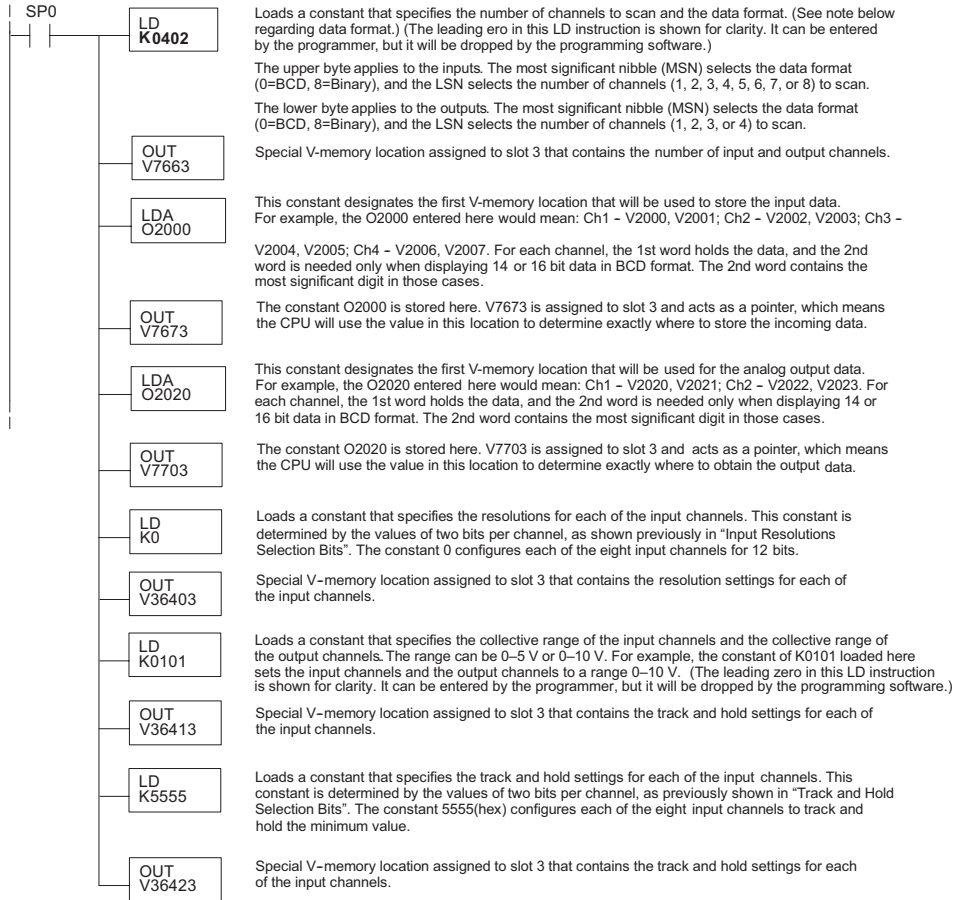 SP0
LD
K0402
Loads a constant that specifies the number of channels to scan and the data format. (See note below
regarding data format.) (The leading ero in this LD instruction is shown for clarity. It can be entered
by the programmer, but it will be dropped by the programming software.)
The upper byte applies to the inputs. The most significant nibble (MSN) selects the data format
(0=BCD, 8=Binary), and the LSN selects the number of channels (1, 2, 3, 4, 5, 6, 7, or 8) to scan.
The lower byte applies to the outputs. The most significant nibble (MSN) selects the data format
(0=BCD, 8=Binary), and the LSN selects the number of channels (1, 2, 3, or 4) to scan.
OUT
V7663
Special V-memory location assigned to slot 3 that contains the number of input and output channels.
LDA
O2000
This constant designates the first V-memory location that will be used to store the input data.
For example, the O2000 entered here would mean: Ch1 - V2000, V2001; Ch2 - V2002, V2003; Ch3 -
V2004, V2005; Ch4 - V2006, V2007. For each channel, the 1st word holds the data, and the 2nd
word is needed only when displaying 14 or 16 bit data in BCD format. The 2nd word contains the
most significant digit in those cases.
OUT
V7673
The constant O2000 is stored here. V7673 is assigned to slot 3 and acts as a pointer, which means
the CPU will use the value in this location to determine exactly where to store the incoming data.
LDA
O2020
This constant designates the first V-memory location that will be used for the analog output data.
For example, the O2020 entered here would mean: Ch1 - V2020, V2021; Ch2 - V2022, V2023. For
each channel, the 1st word holds the data, and the 2nd word is needed only when displaying 14 or
16 bit data in BCD format. The 2nd word contains the most significant digit in those cases.
OUT
V7703
The constant O2020 is stored here. V7703 is assigned to slot 3 and acts as a pointer, which means
the CPU will use the value in this location to determine exactly where to obtain the output data.
LD
K0
Loads a constant that specifies the resolutions for each of the input channels. This constant is
determined by the values of two bits per channel, as shown previously in “Input Resolutions
Selection Bits”. The constant 0 configures each of the eight input channels for 12 bits.
OUT
V36403
Special V-memory location assigned to slot 3 that contains the resolution settings for each of
the input channels.
LD
K0101
Loads a constant that specifies the collective range of the input channels and the collective range of
the output channels. The range can be 0–5 V or 0–10 V. For example, the constant of K0101 loaded here
sets the input channels and the output channels to a range 0–10 V. (The leading zero in this LD instruction
is shown for clarity. It can be entered by the programmer, but it will be dropped by the programming software.)
OUT
V36413
Special V-memory location assigned to slot 3 that contains the track and hold settings for each of
the input channels.
LD
K5555
Loads a constant that specifies the track and hold settings for each of the input channels. This
constant is determined by the values of two bits per channel, as previously shown in “Track and Hold
Selection Bits”. The constant 5555(hex) configures each of the eight input channels to track and
hold the minimum value.
OUT
V36423
Special V-memory location assigned to slot 3 that contains the track and hold settings for each
of the input channels.